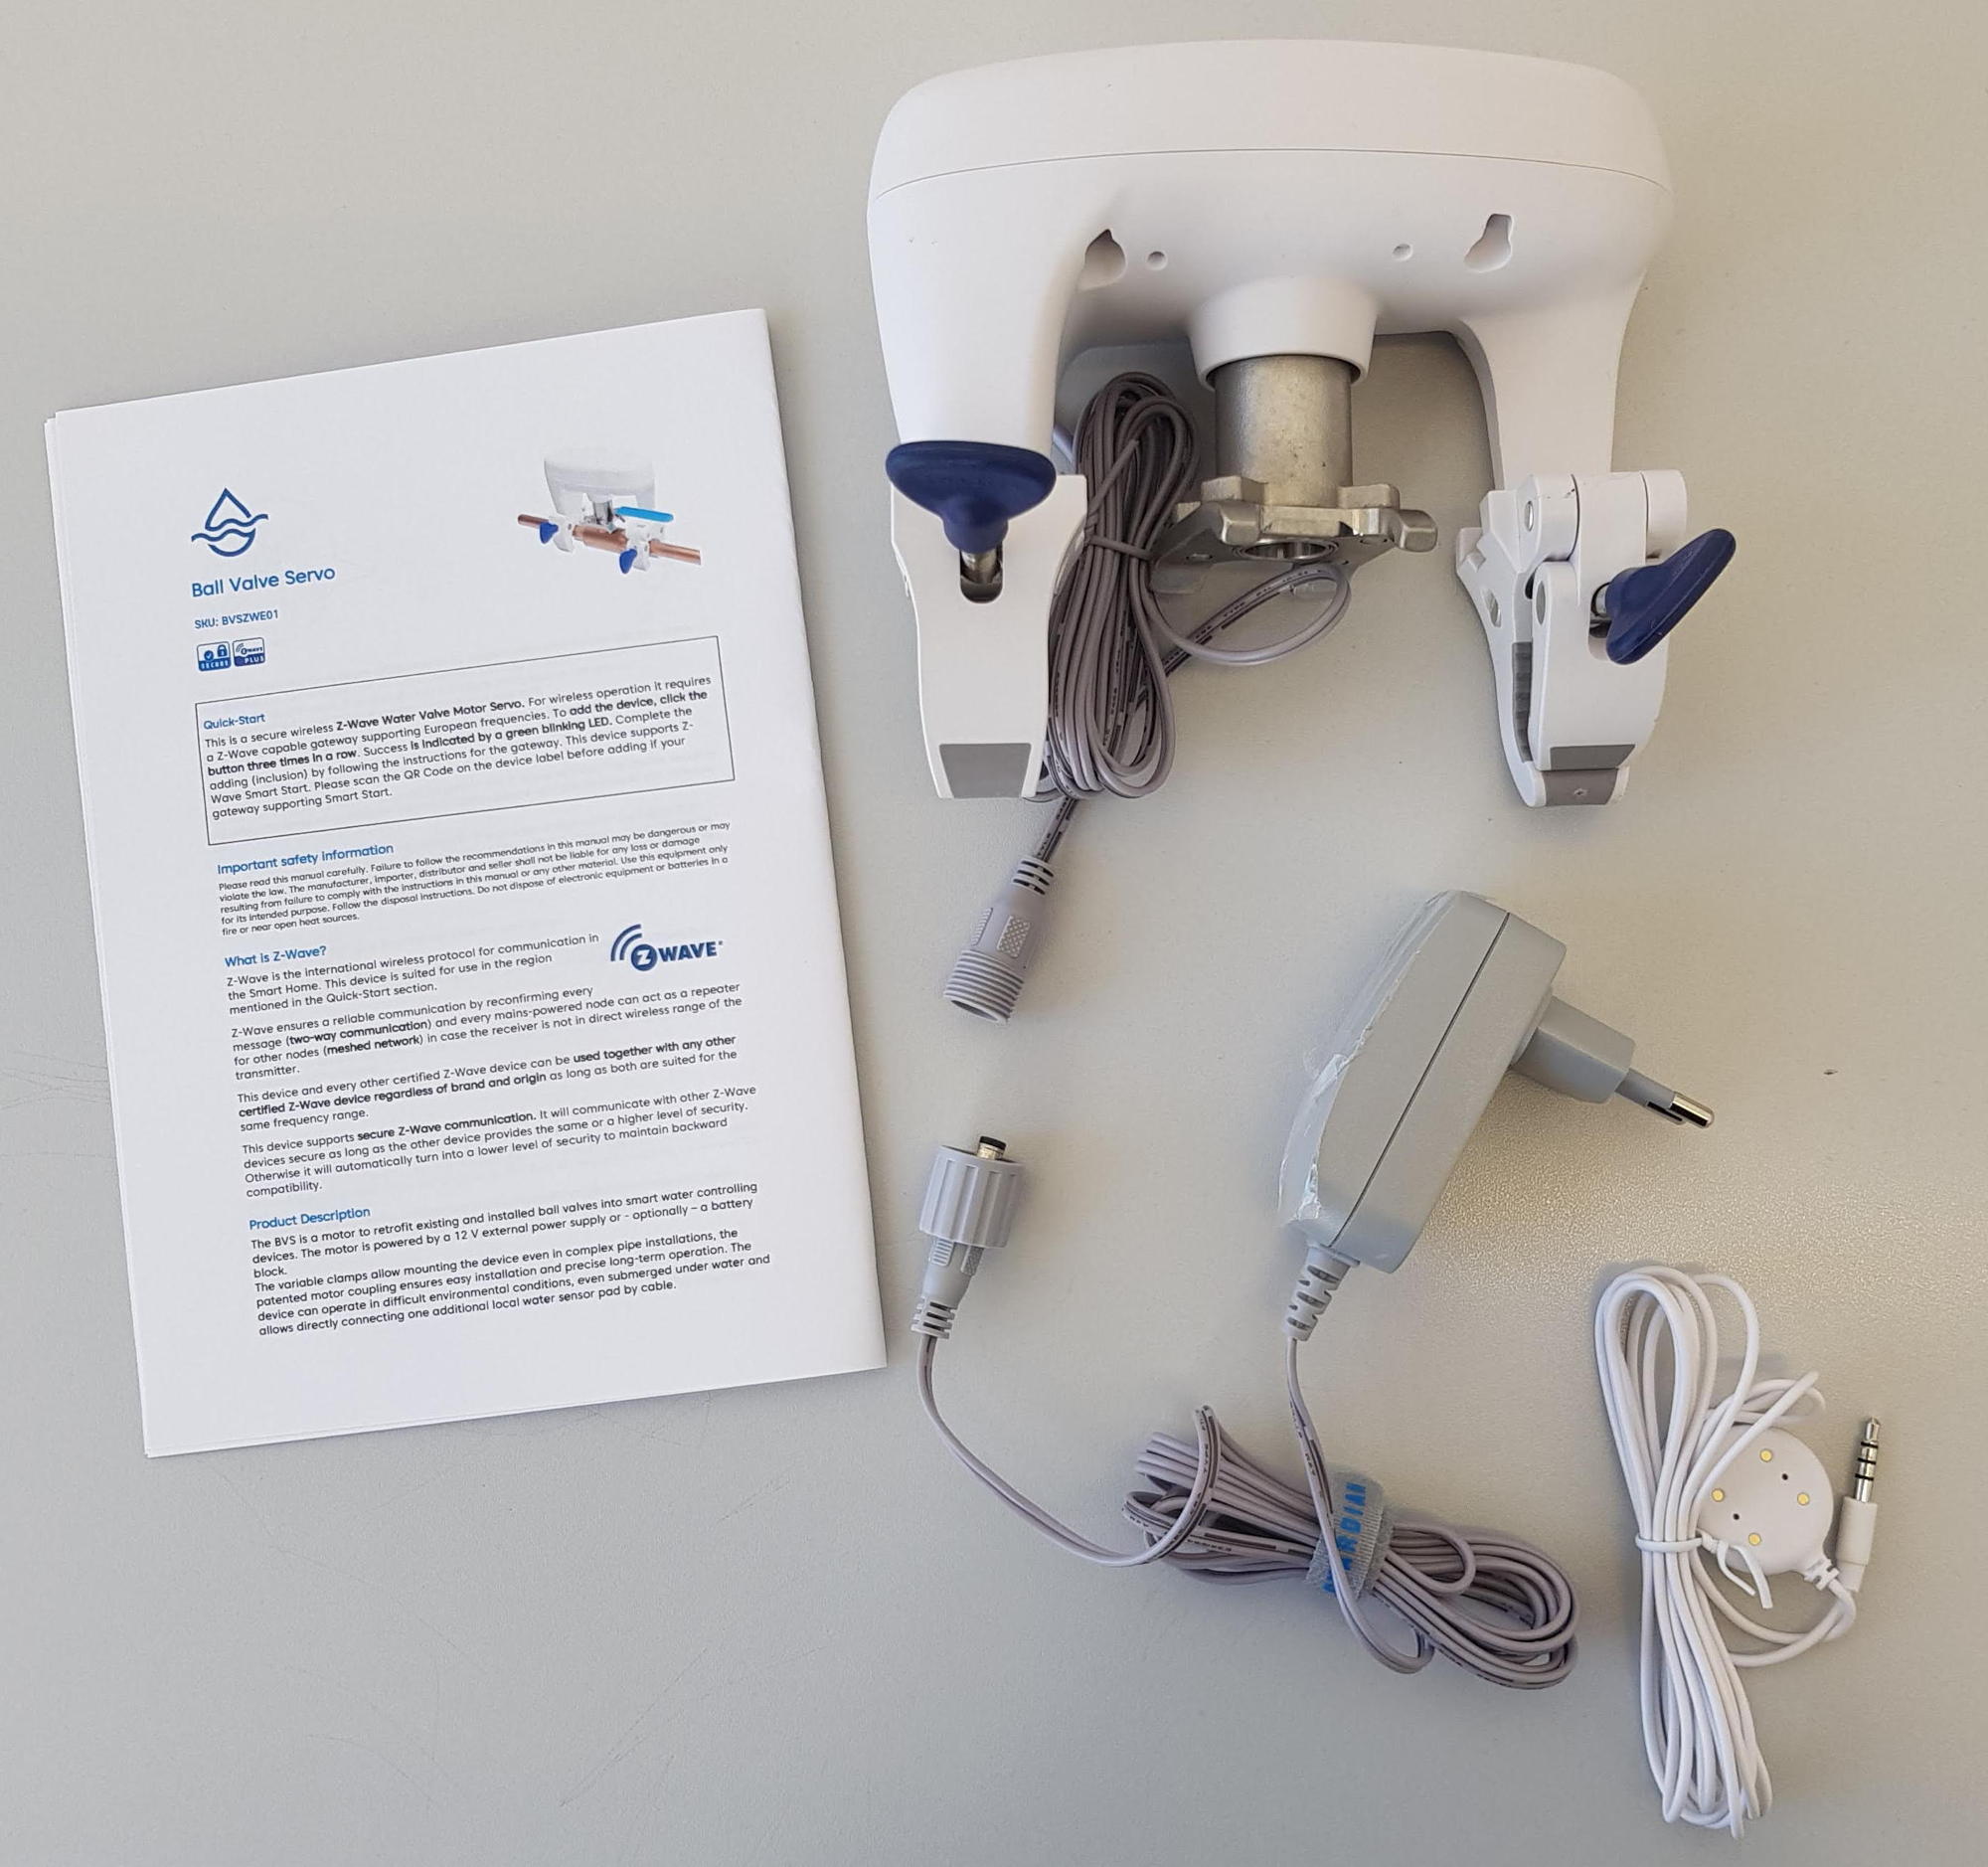 Ball Valve Servo
SKU: BVSZWE01
SECURE
WAVE
PLUS
Quick-Start
This is a secure wireless Z-Wave Water Valve Motor Servo. For wireless operation it requires
a Z-Wave capable gateway supporting European frequencies. To add the device, click the
button three times in a row. Success is indicated by a green blinking LED. Complete the
adding (inclusion) by following the instructions for the gateway. This device supports Z-
Wave Smart Start. Please scan the QR Code on the device label before adding if your
gateway supporting Smart Start.
Important safety information
Please read this manual carefully. Failure to follow the recommendations in this manual may be dangerous or may
violate the law. The manufacturer, importer, distributor and seller shall not be liable for any loss or damage
resulting from failure to comply with the instructions in this manual or any other material. Use this equipment only
for its intended purpose. Follow the disposal instructions. Do not dispose of electronic equipment or batteries in a
fire or near open heat sources.
What is Z-Wave?
Z-Wave is the international wireless protocol for communication in
the Smart Home. This device is suited for use in the region
mentioned in the Quick-Start section.
Z WAVE
Z-Wave ensures a reliable communication by reconfirming every
message (two-way communication) and every mains-powered node can act as a repeater
for other nodes (meshed network) in case the receiver is not in direct wireless range of the
transmitter.
This device and every other certified Z-Wave device can be used together with any other
certified Z-Wave device regardless of brand and origin as long as both are suited for the
same frequency range.
This device supports secure Z-Wave communication. It will communicate with other Z-Wave
devices secure as long as the other device provides the same or a higher level of security.
Otherwise it will automatically turn into a lower level of security to maintain backward
compatibility.
Product Description
The BVS is a motor to retrofit existing and installed ball valves into smart water controlling
devices. The motor is powered by a 12 V external power supply or - optionally – a battery
block.
The variable clamps allow mounting the device even in complex pipe installations, the
patented motor coupling ensures easy installation and precise long-term operation. The
device can operate in difficult environmental conditions, even submerged under water and
allows directly connecting one additional local water sensor pad by cable.